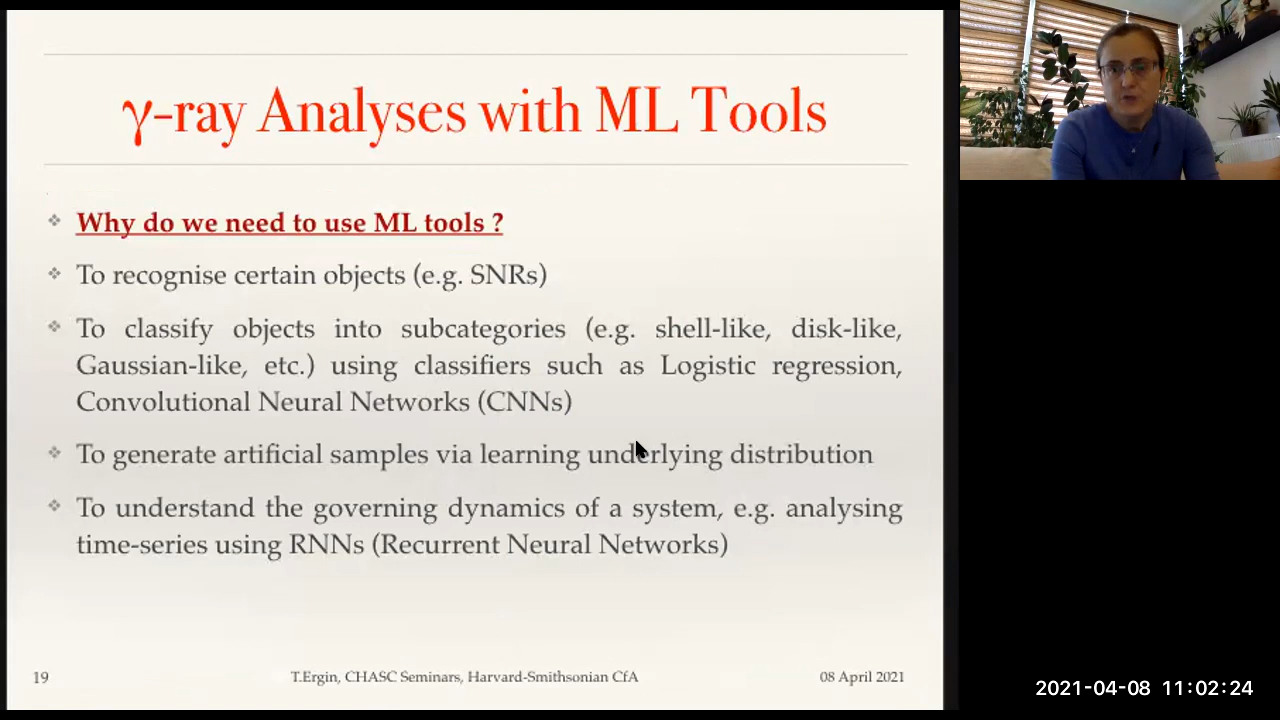 γ-ray Analyses with ML Tools
Why do we need to use ML tools ?
To recognise certain objects (e.g. SNRs)
To classify objects into subcategories (e.g. shell-like, disk-like,
Gaussian-like, etc.) using classifiers such as Logistic regression,
Convolutional Neural Networks (CNNs)
To generate artificial samples via learning underlying distribution
To understand the governing dynamics of a system, e.g. analysing
time-series using RNNs (Recurrent Neural Networks)
19
T.Ergin, CHASC Seminars, Harvard-Smithsonian CfA
08 April 2021
2021-04-08 11:02:24